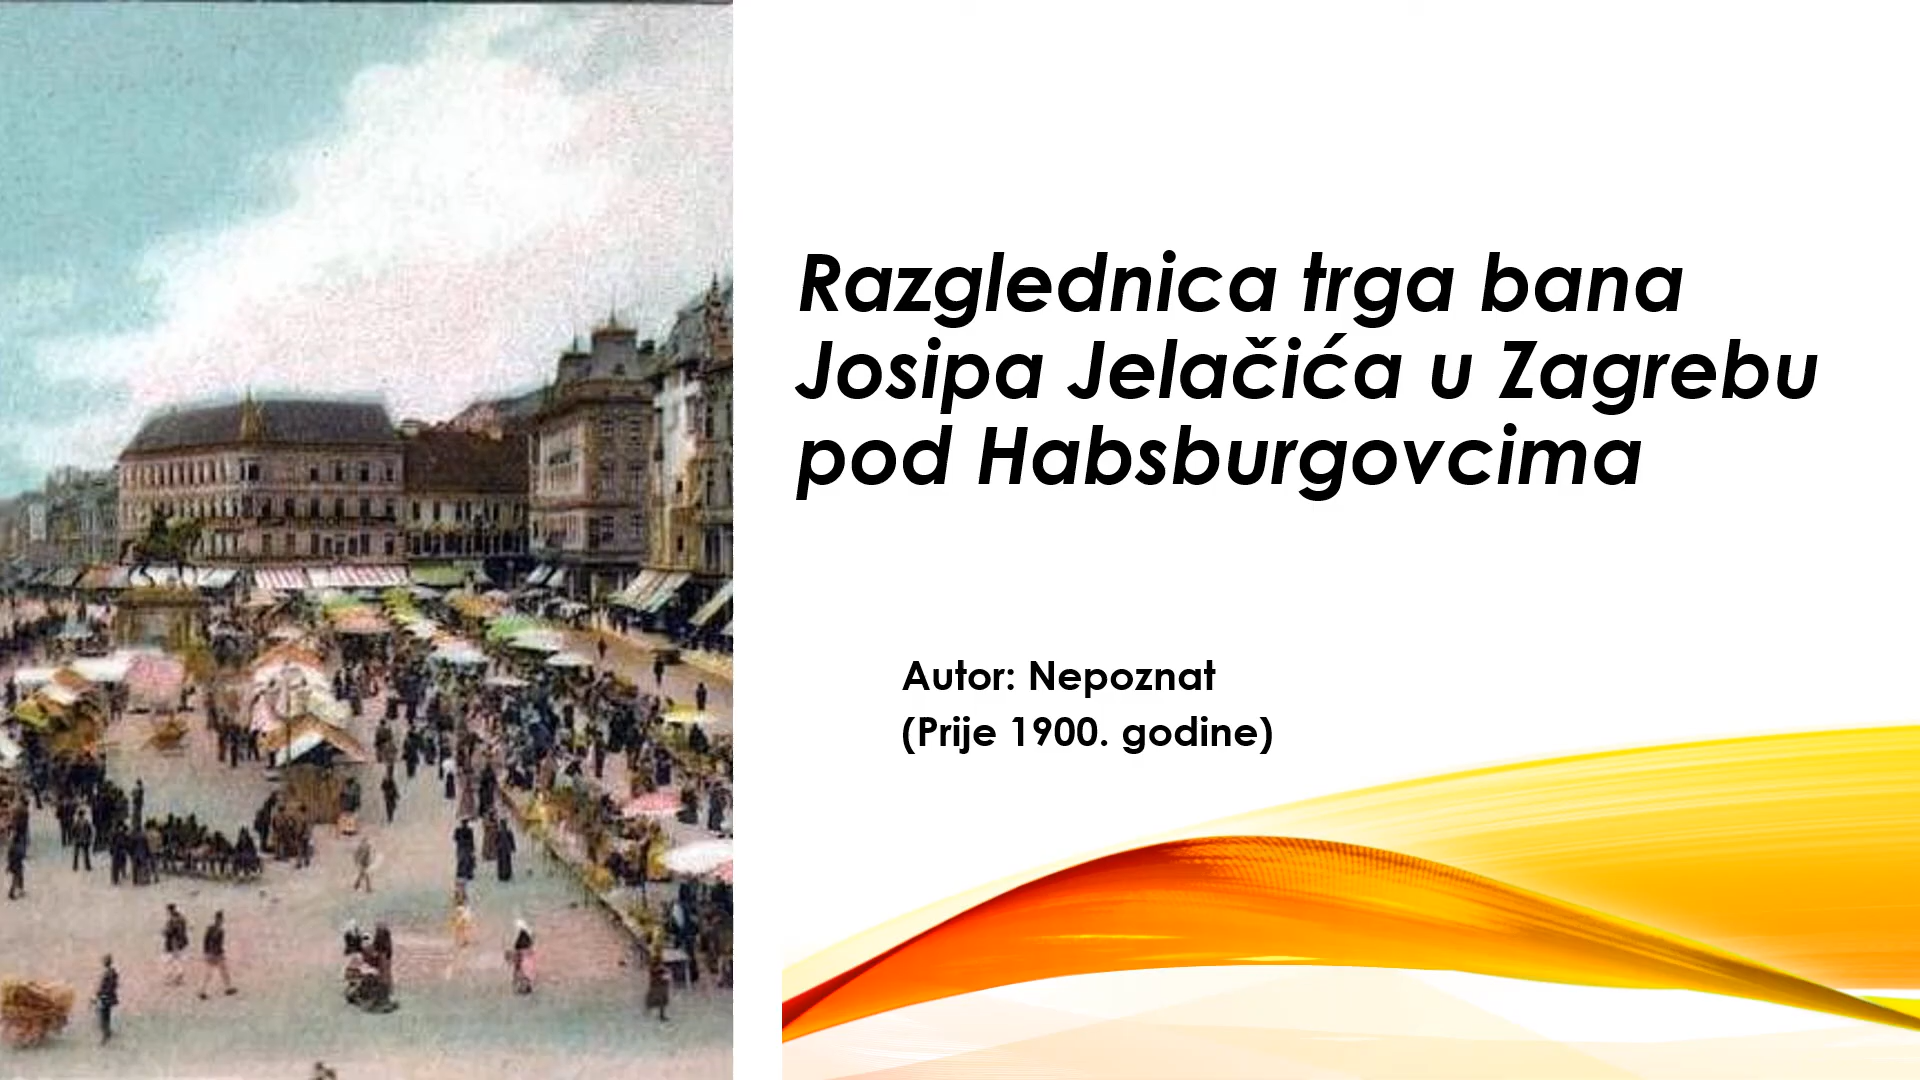 Razglednica trga bana
Josipa Jelačića u Zagrebu
pod Habsburgovcima
Autor: Nepoznat
(Prije 1900. godine)